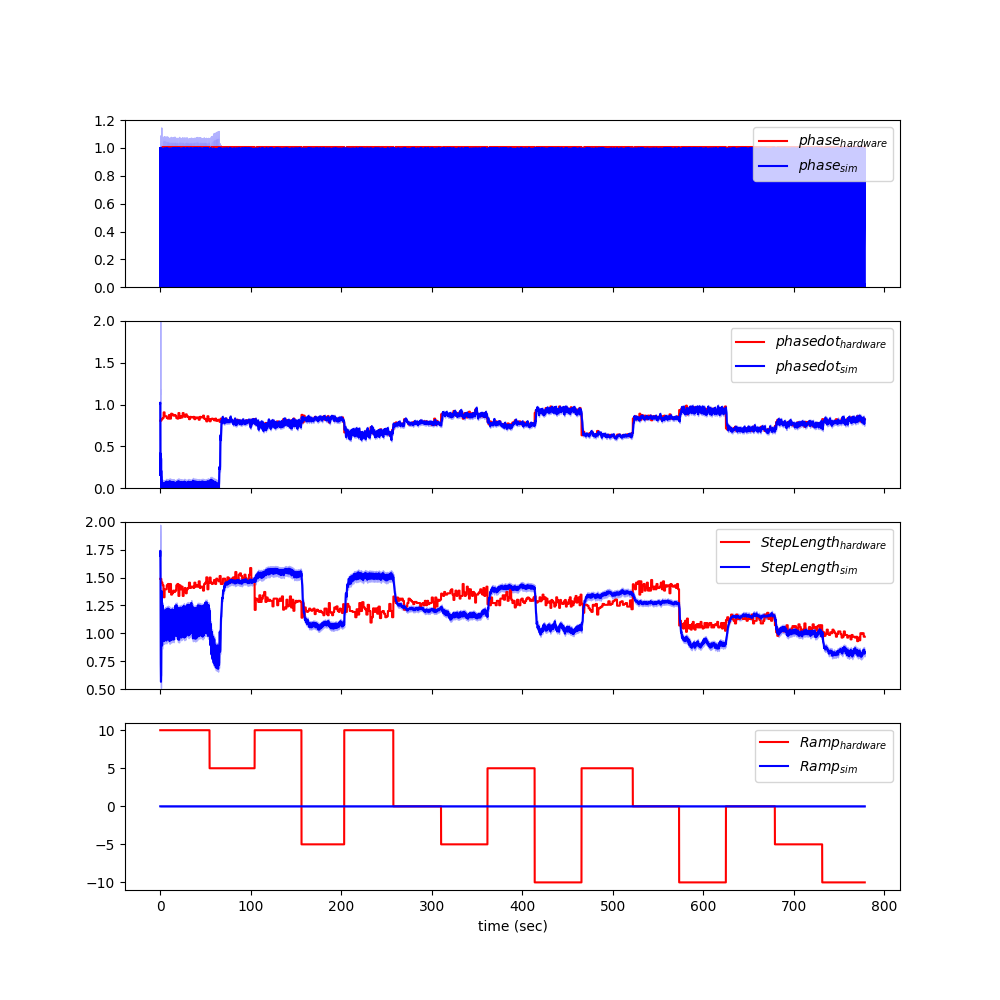 1.2
1.0
0.8
0.6
0.4
0.2
0.0
phase_hardware
phase_sim
2.0
1.5
1.0
0.5
0.0
phasedot_hardware
phasedot_sim
2.00
1.75
1.50
1.25
1.00
0.75
0.50
StepLength_hardware
StepLength_sim
10
5
0
−5
−10
Ramp_hardware
Ramp_sim
0 100 200 300 400 500 600 700 800
time (sec)